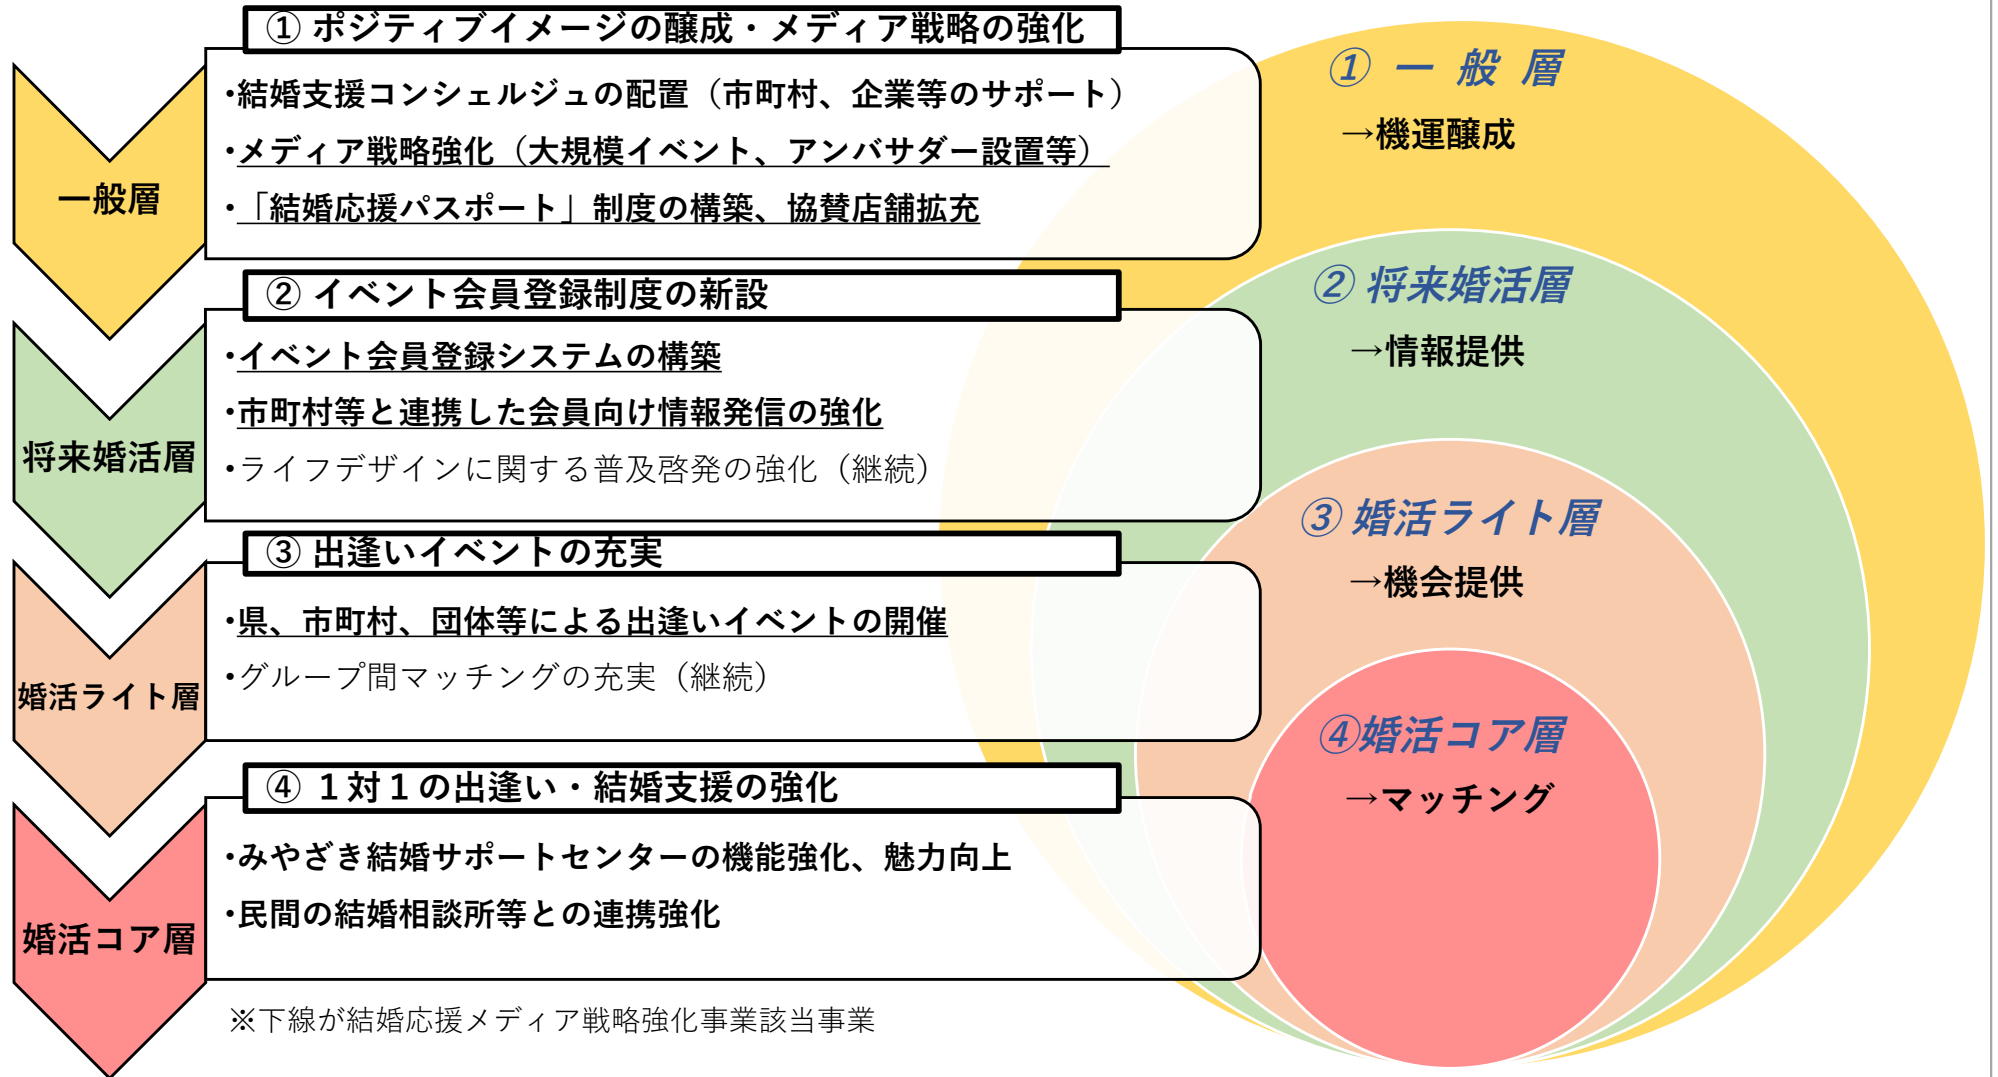 ① ポジティブイメージの醸成・メディア戦略の強化
一般層
・結婚支援コンシェルジュの配置（市町村、企業等のサポート）
・メディア戦略強化（大規模イベント、アンバサダー設置等）
・「結婚応援パスポート」制度の構築、協賛店舗拡充
② イベント会員登録制度の新設
将来婚活層
・イベント会員登録システムの構築
・市町村等と連携した会員向け情報発信の強化
・ライフデザインに関する普及啓発の強化（継続）
③ 出逢いイベントの充実
婚活ライト層
・県、市町村、団体等による出逢いイベントの開催
・グループ間マッチングの充実（継続）
④ １対１の出逢い・結婚支援の強化
婚活コア層
・みやざき結婚サポートセンターの機能強化、魅力向上
・民間の結婚相談所等との連携強化
※下線が結婚応援メディア戦略強化事業該当事業
① 一 般 層
→機運醸成
② 将来婚活層
→情報提供
③ 婚活ライト層
→機会提供
④婚活コア層
→マッチング